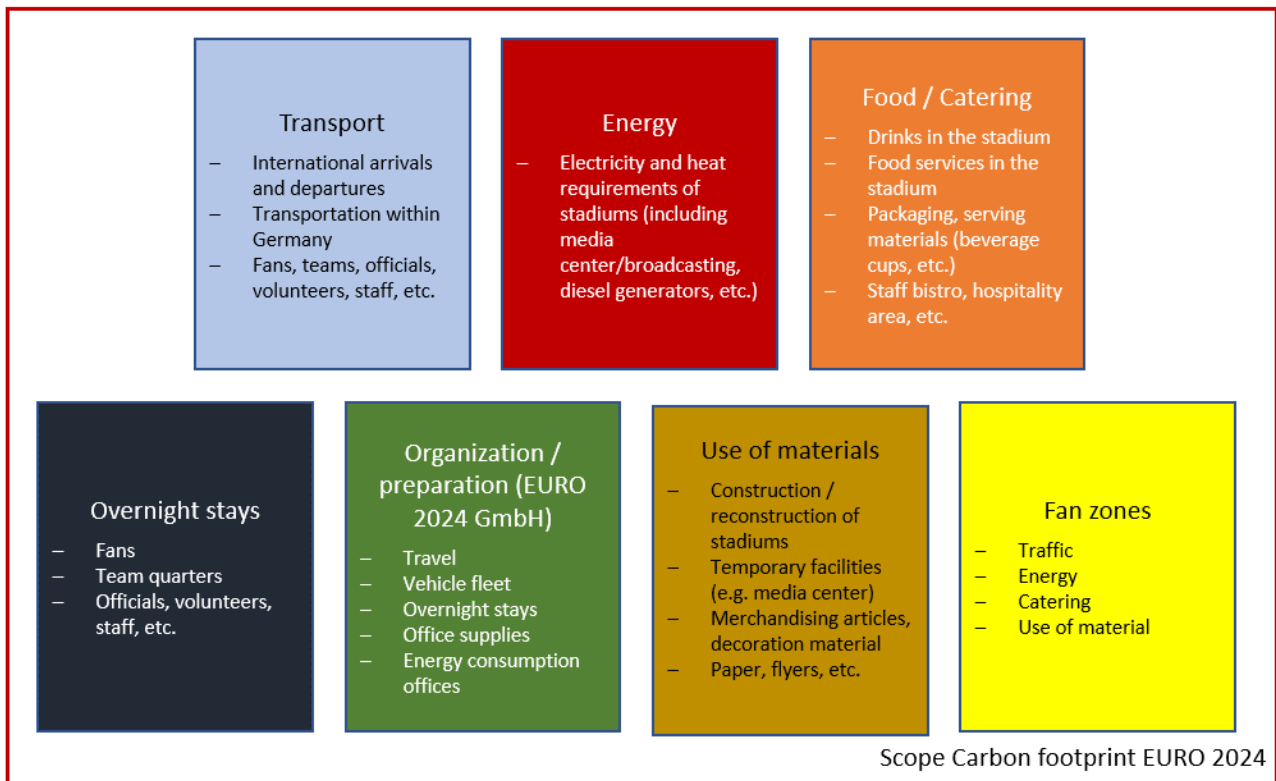 Transport
– International arrivals
and departures
– Transportation within
Germany
– Fans, teams, officials,
volunteers, staff, etc.
Energy
– Electricity and heat
requirements of
stadiums (including
media
center/broadcasting,
diesel generators, etc.)
Food / Catering
– Drinks in the stadium
– Food services in the
stadium
– Packaging, serving
materials (beverage
cups, etc.)
– Staff bistro, hospitality
area, etc.
Overnight stays
– Fans
– Team quarters
– Officials, volunteers,
staff, etc.
Organization /
preparation (EURO
2024 GmbH)
– Travel
– Vehicle fleet
– Overnight stays
– Office supplies
– Energy consumption
offices
Use of materials
– Construction /
reconstruction of
stadiums
– Temporary facilities
(e.g. media center)
– Merchandising articles,
decoration material
– Paper, flyers, etc.
Fan zones
– Traffic
– Energy
– Catering
– Use of material
Scope Carbon footprint EURO 2024